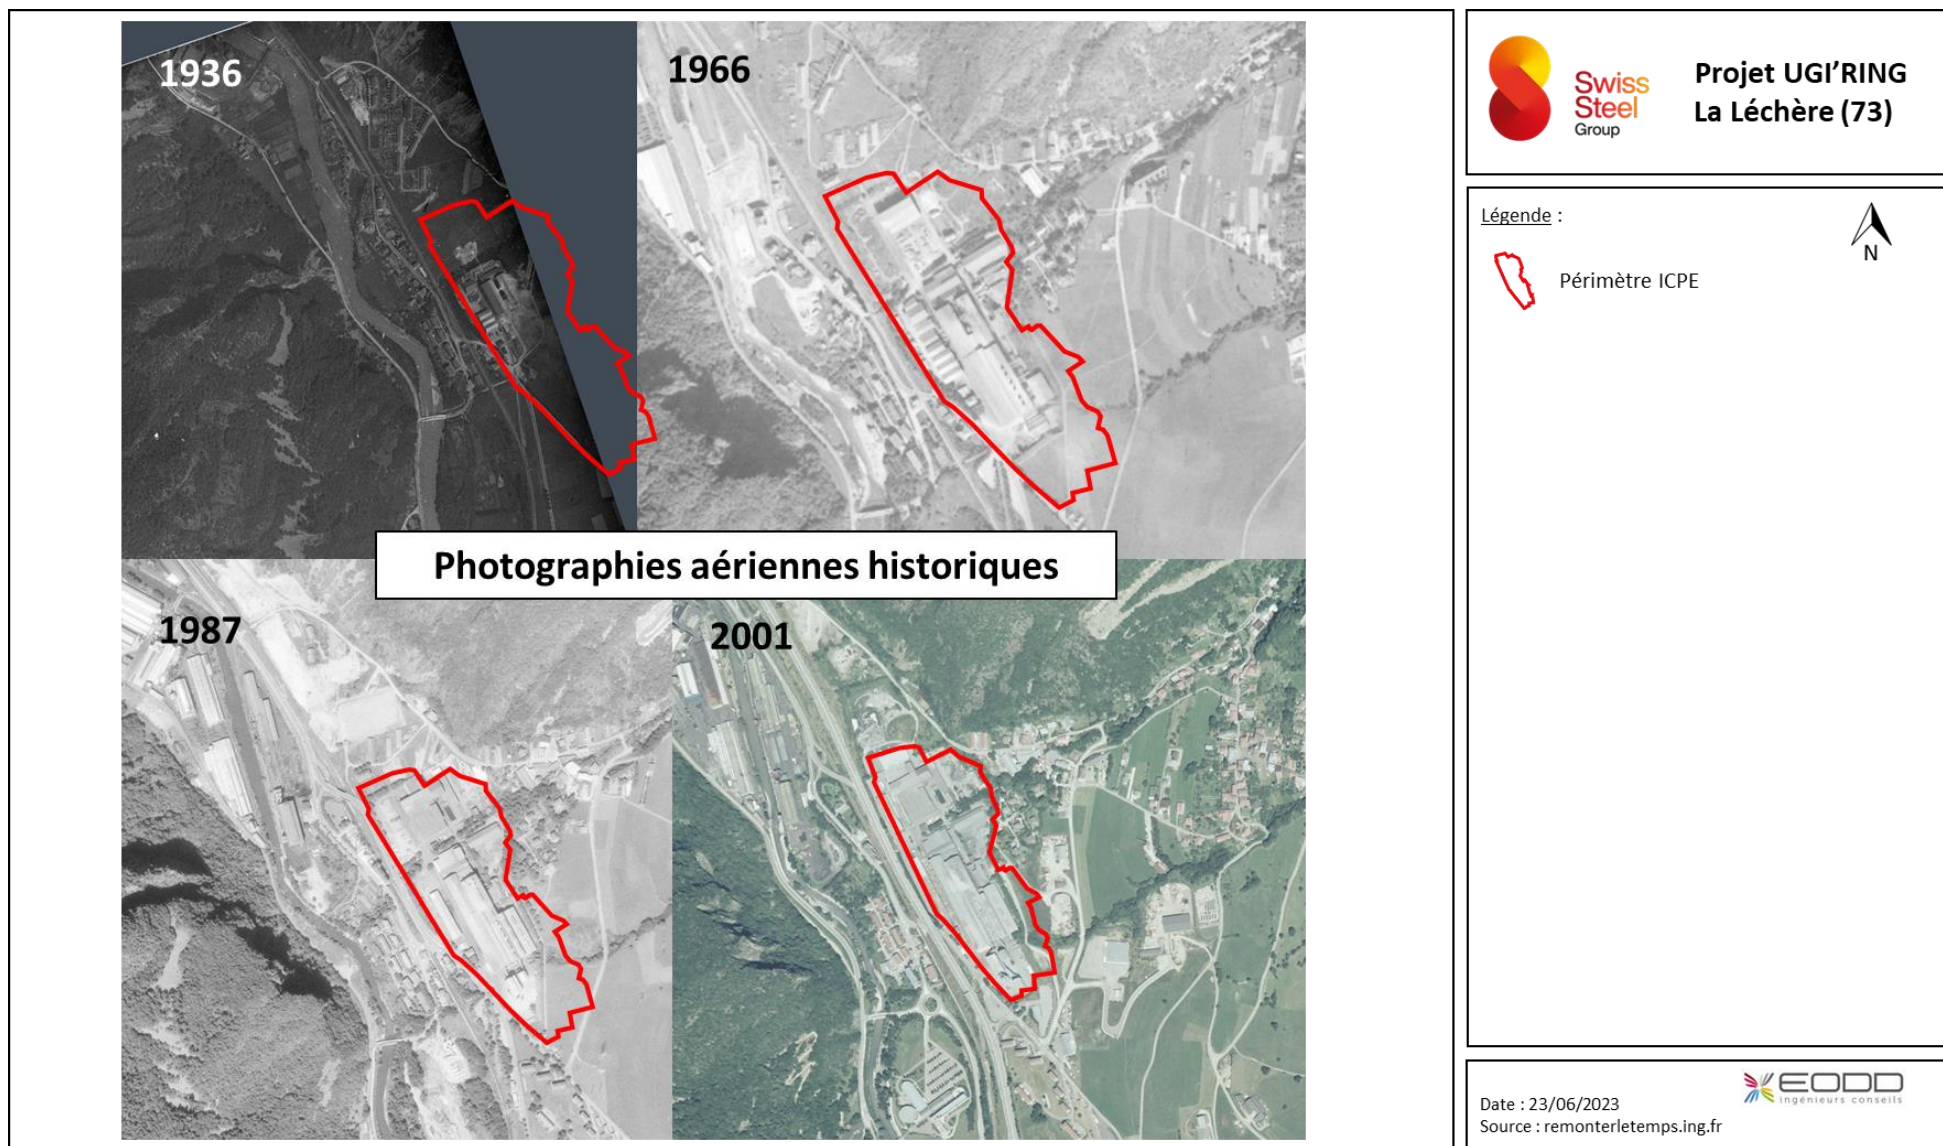 1936
1966
Photographies aériennes historiques
1987
2001
Swiss
Steel
Group
Projet UGI’RING
La Léchère (73)
Légende :
N
Périmètre ICPE
EODD
ingénieurs conseils
Date : 23/06/2023
Source : remonterletemps.ing.fr